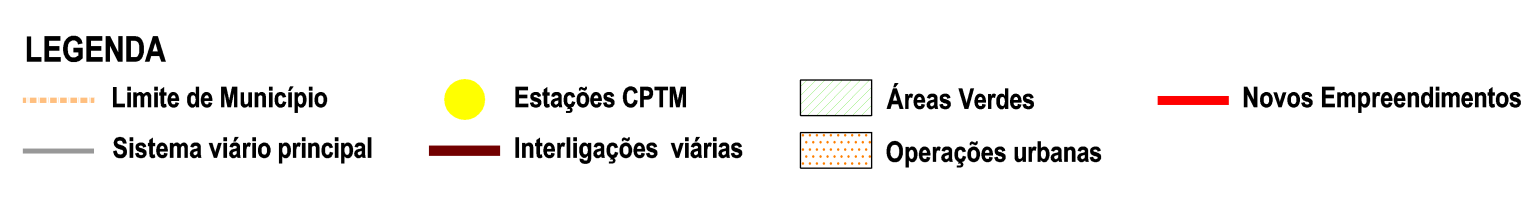 LEGENDA
Limite de Município
Estações CPTM
Áreas Verdes
Novos Empreendimentos
Sistema viário principal
Interligações viárias
Operações urbanas